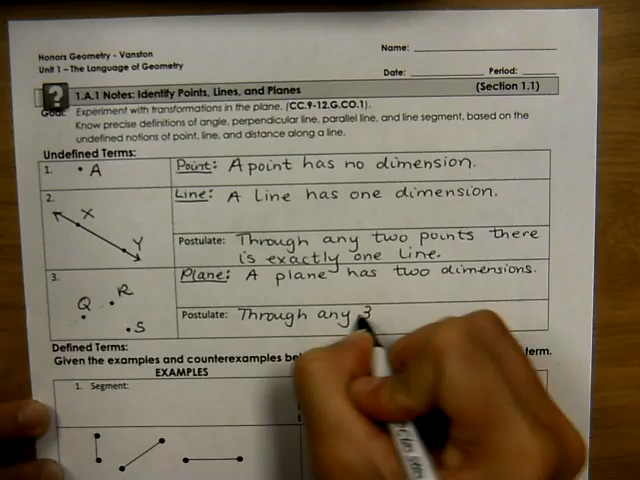 Honors Geometry - Vanston
Name:
Unit 1 – The Language of Geometry
Date: Period:
?
1.A.1 Notes: Identify Points, Lines, and Planes (Section 1.1)
Goal: Experiment with transformations in the plane. (CC.9-12.G.CO.1).
Know precise definitions of angle, perpendicular line, parallel line, and line segment, based on the
undefined notions of point, line, and distance along a line.
Undefined Terms:
1. A
Point: A point has no dimension.
2.
X
Y
Line: A Line has one dimension.
Postulate: Through any two points there
is exactly one Line.
3.
Q
R
S
Plane: A plane has two dimensions.
Postulate: Through any 3
Defined Terms:
Given the examples and counterexamples term.
EXAMPLES
1. Segment: